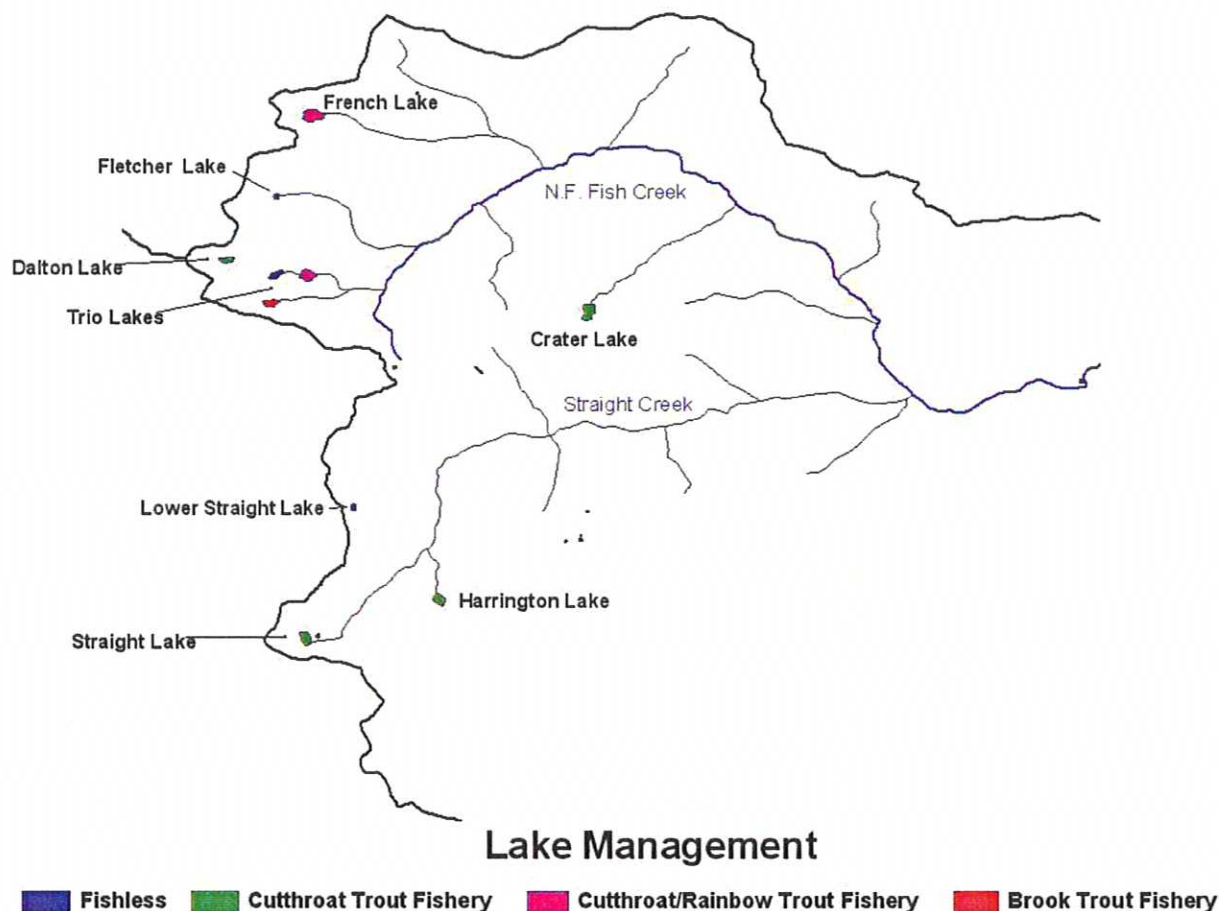 French Lake
Fletcher Lake
N.F. Fish Creek
Dalton Lake
Trio Lakes
Crater Lake
Straight Creek
Lower Straight Lake
Harrington Lake
Straight Lake
Lake Management
Fishless
Cutthroat Trout Fishery
Cutthroat/Rainbow Trout Fishery
Brook Trout Fishery